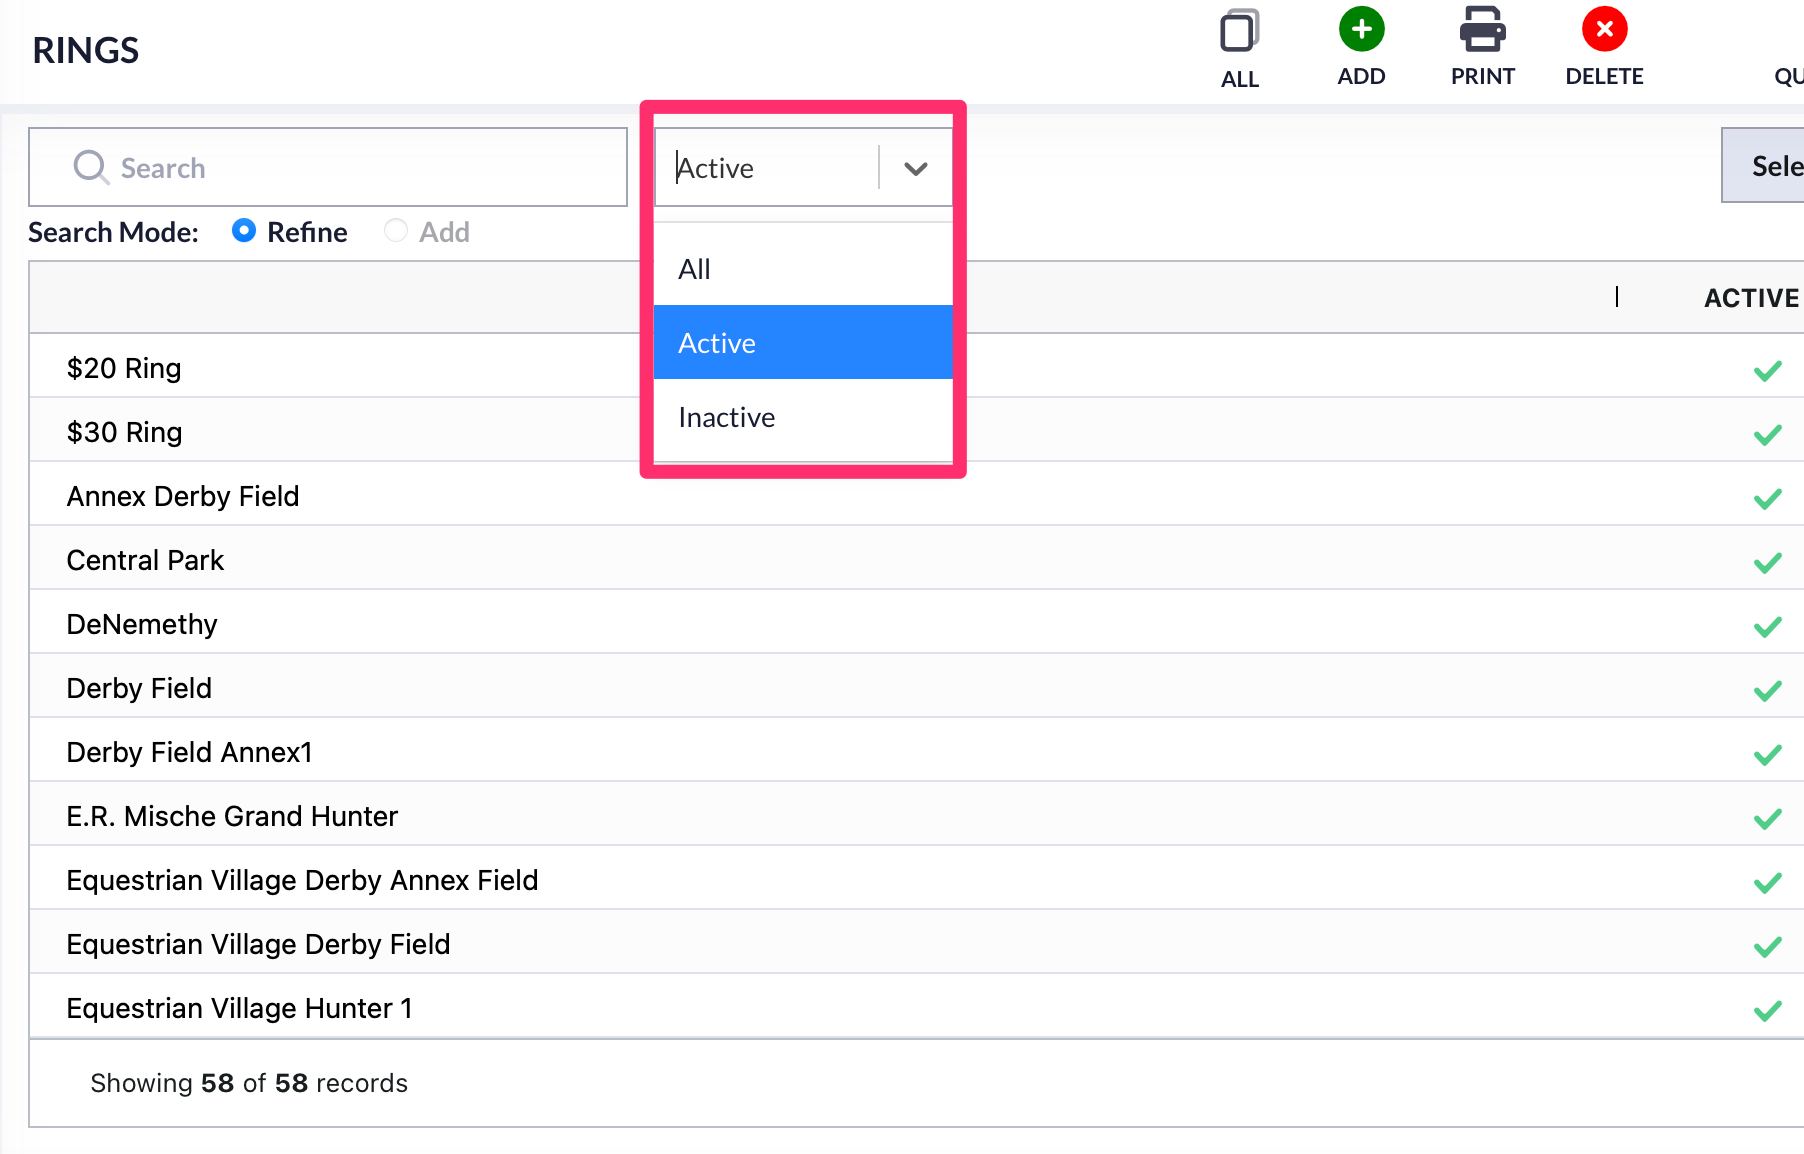 RINGS
ALL
ADD
PRINT
DELETE
QU
Search
Active
Sele
Search Mode: Refine Add
All
Active
Inactive
ACTIVE
$20 Ring
$30 Ring
Annex Derby Field
Central Park
DeNemethy
Derby Field
Derby Field Annex1
E.R. Mische Grand Hunter
Equestrian Village Derby Annex Field
Equestrian Village Derby Field
Equestrian Village Hunter 1
Showing 58 of 58 records